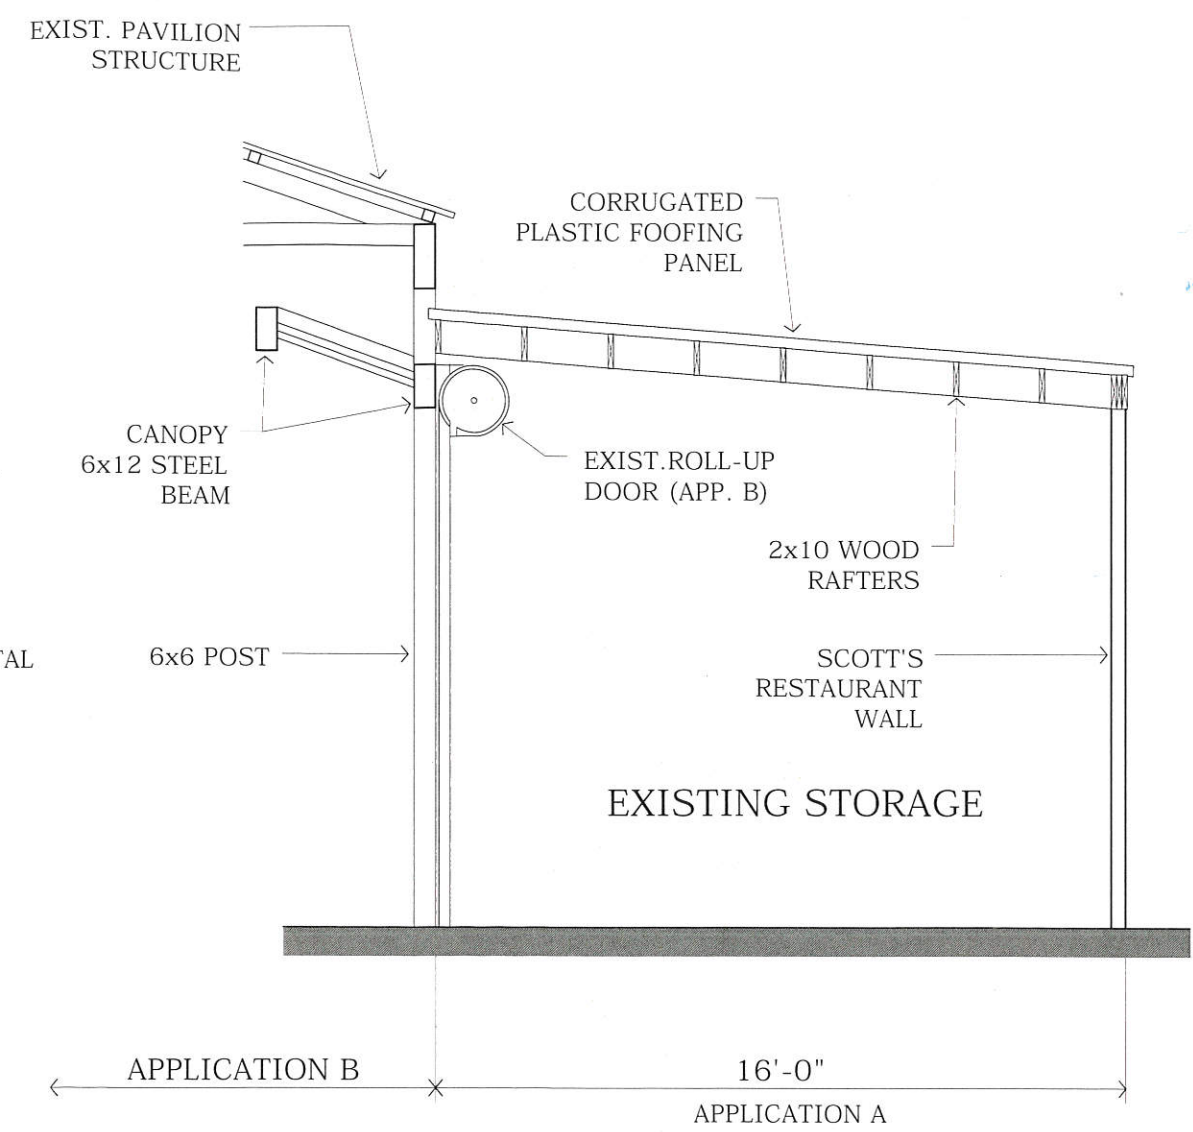 EXIST. PAVILION
STRUCTURE
CORRUGATED
PLASTIC FOOFING
PANEL
CANOPY
6x12 STEEL
BEAM
EXIST.ROLL-UP
DOOR (APP. B)
2x10 WOOD
RAFTERS
TAL
6x6 POST
SCOTT'S
RESTAURANT
WALL
EXISTING STORAGE
APPLICATION B
16'-0"
APPLICATION A